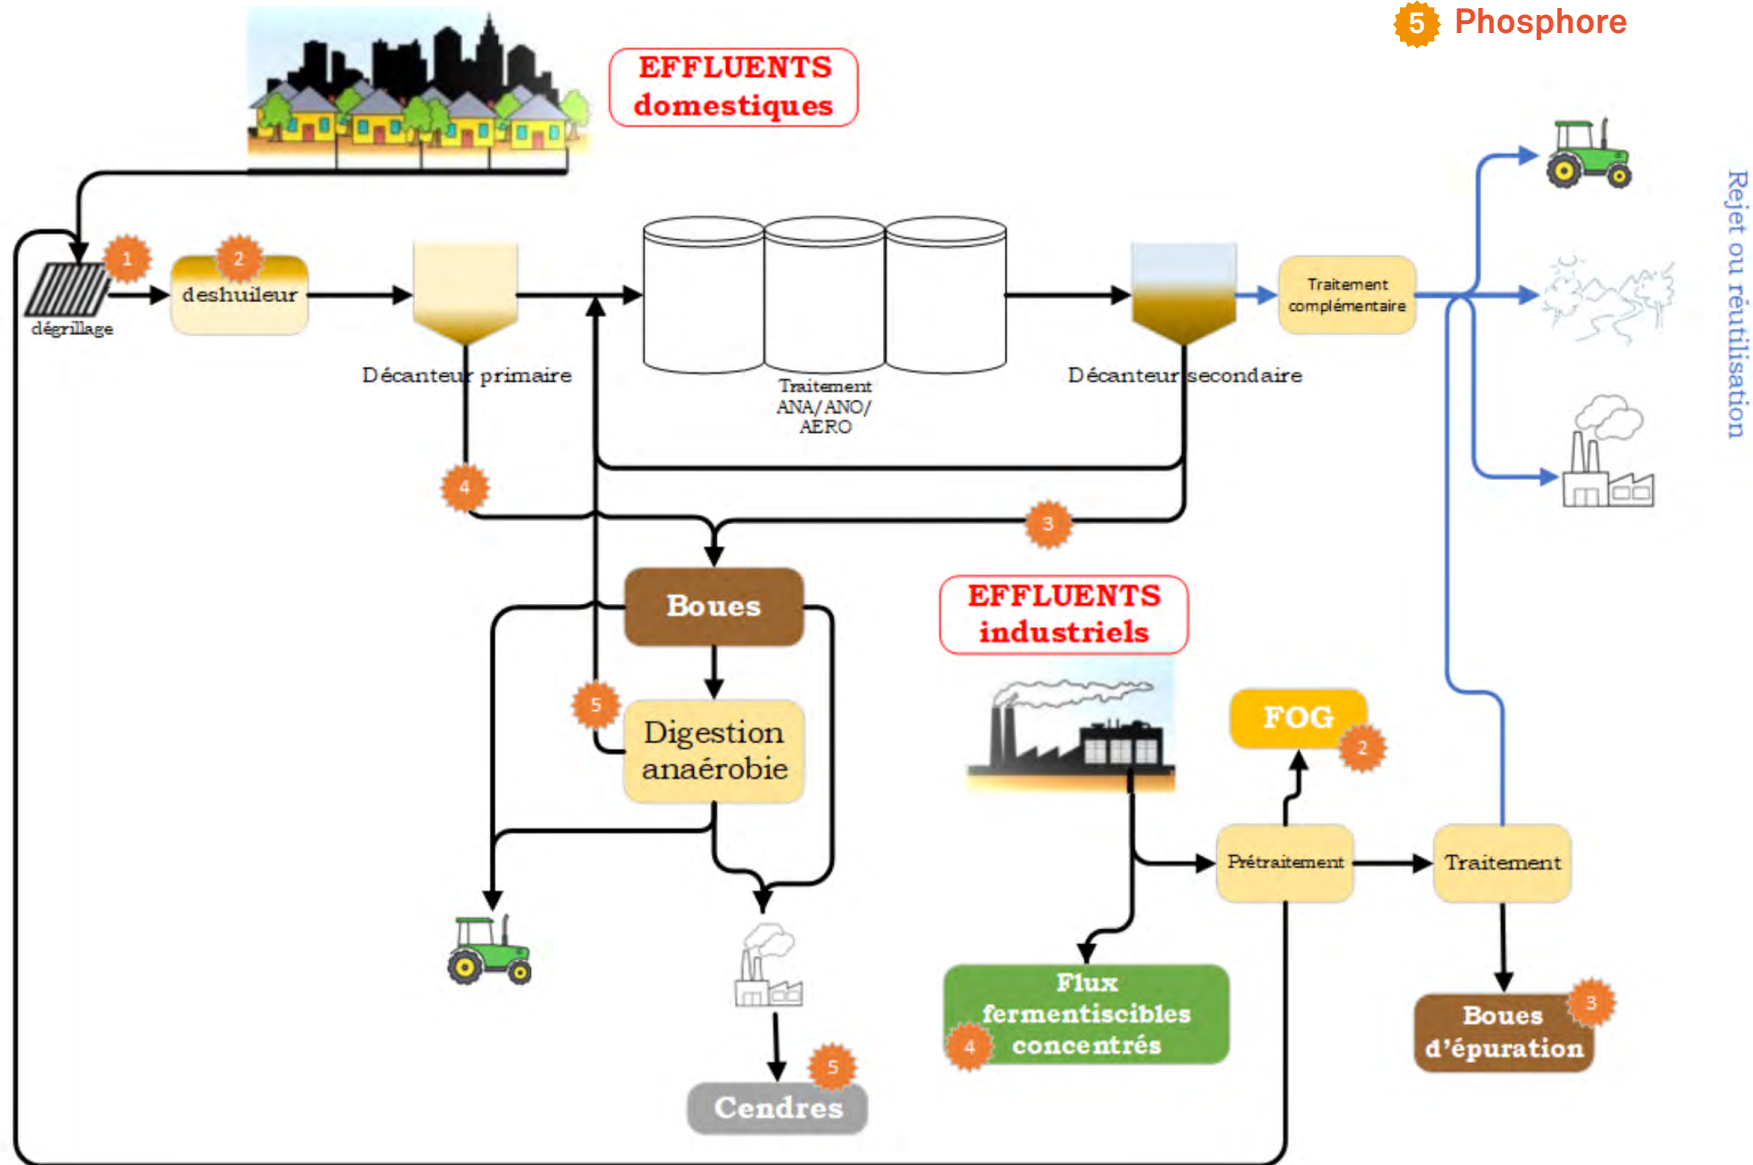 5 Phosphore
EFFLUENTS
domestiques
1
2
deshuileur
dégrillage
Décanteur primaire
Traitement
ANA/ANO/
AERO
Décanteur secondaire
Traitement
complémentaire
Rejet ou réutilisation
4
3
Boues
5
Digestion
anaérobie
EFFLUENTS
industriels
FOG
2
Prétraitement
Traitement
Flux
fermentiscibles
4 concentrés
3
Boues
d'épuration
5
Cendres